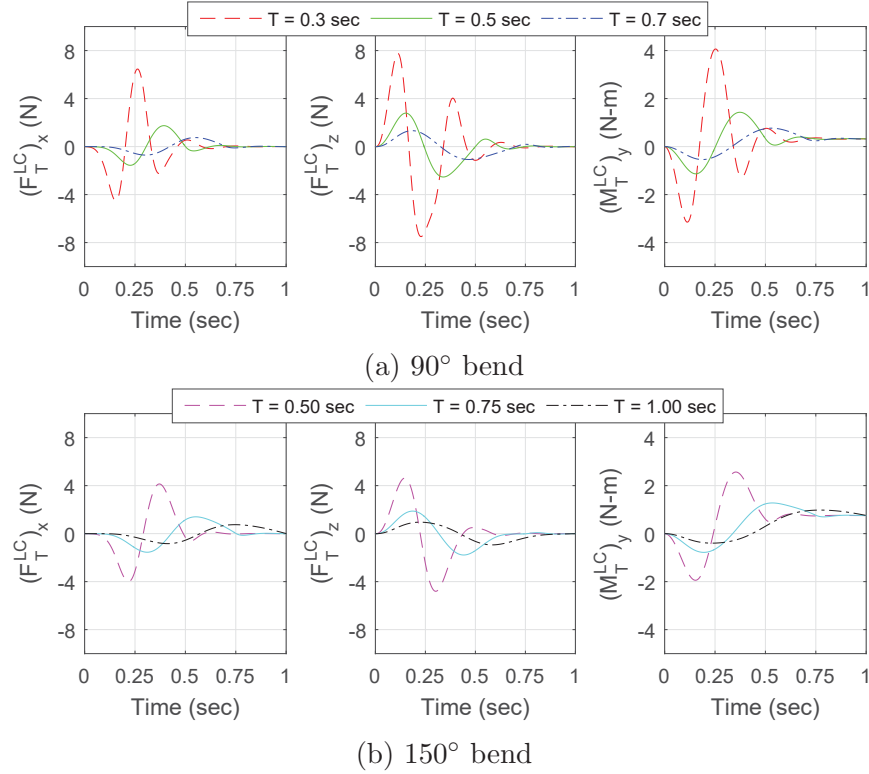 T = 0.3 sec T = 0.5 sec T = 0.7 sec
(F_T^LC)_x (N)
8
4
0
-4
-8
0 0.25 0.5 0.75 1
Time (sec)
(F_T^LC)_z (N)
8
4
0
-4
-8
0 0.25 0.5 0.75 1
Time (sec)
(M_T^LC)_y (N-m)
4
2
0
-2
-4
0 0.25 0.5 0.75 1
Time (sec)
(a) 90° bend
T = 0.50 sec T = 0.75 sec T = 1.00 sec
(F_T^LC)_x (N)
8
4
0
-4
-8
0 0.25 0.5 0.75 1
Time (sec)
(F_T^LC)_z (N)
8
4
0
-4
-8
0 0.25 0.5 0.75 1
Time (sec)
(M_T^LC)_y (N-m)
4
2
0
-2
-4
0 0.25 0.5 0.75 1
Time (sec)
(b) 150° bend